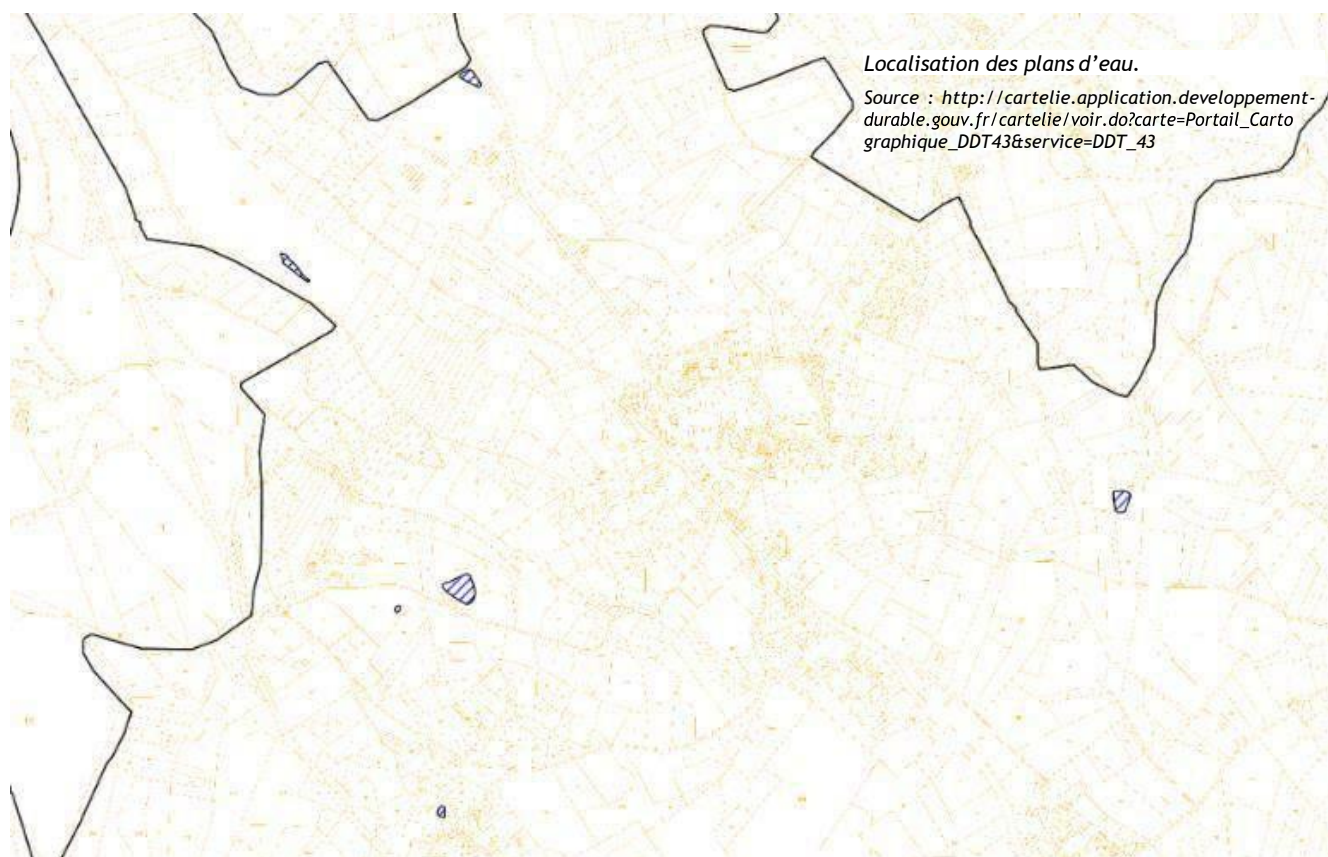 Localisation des plans d’eau.
Source : http://cartelie.application.developpement-
durable.gouv.fr/cartelie/voir.do?carte=Portail_Carto
graphique_DDT43&service=DDT_43